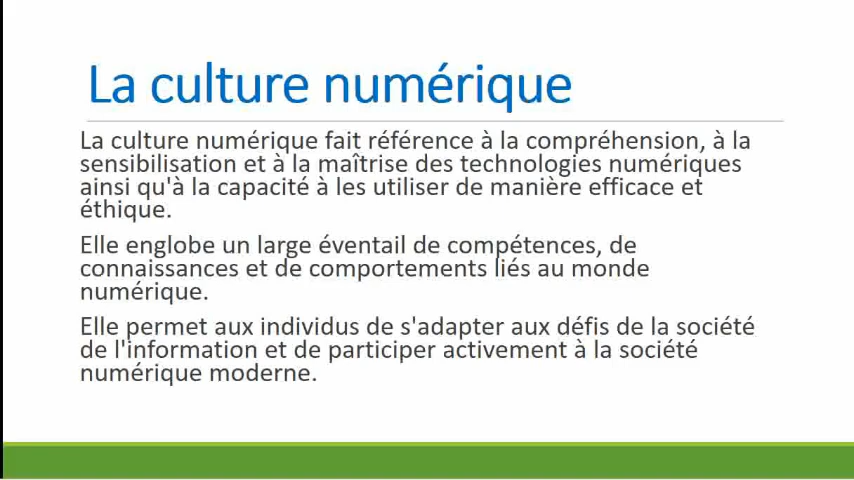 La culture numérique
La culture numérique fait référence à la compréhension, à la
sensibilisation et à la maîtrise des technologies numériques
ainsi qu'à la capacité à les utiliser de manière efficace et
éthique.
Elle englobe un large éventail de compétences, de
connaissances et de comportements liés au monde
numérique.
Elle permet aux individus de s'adapter aux défis de la société
de l'information et de participer activement à la société
numérique moderne.